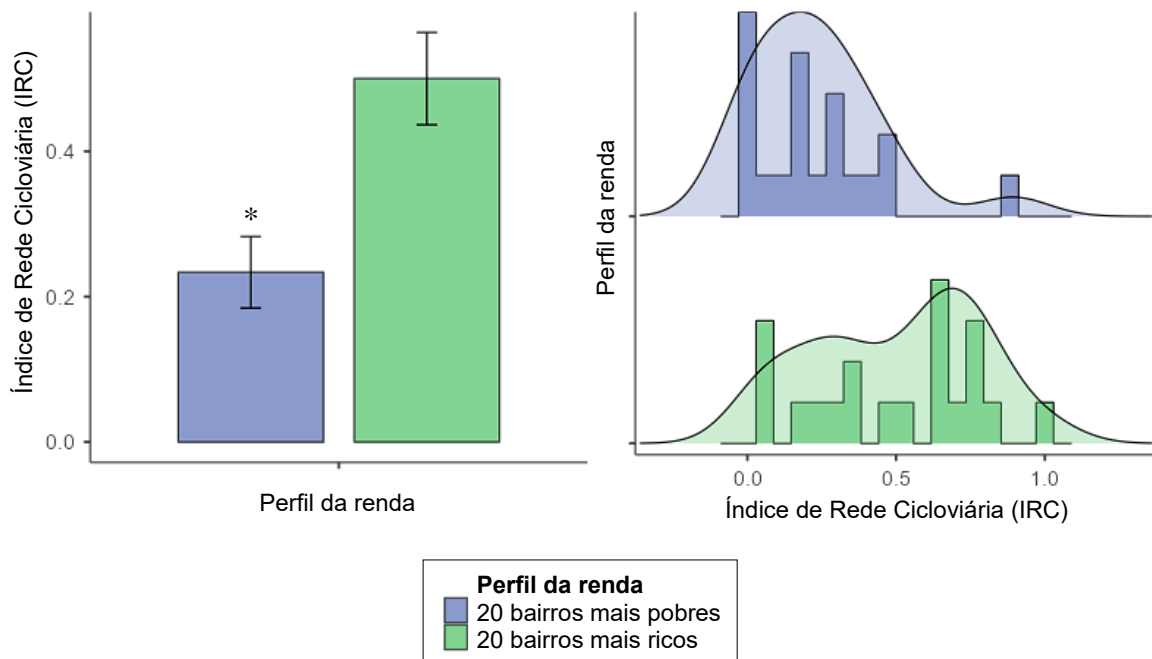 Índice de Rede Cicloviária (IRC)
0.4
0.2
0.0
*
Perfil da renda
Perfil da renda
0.0 0.5 1.0
Índice de Rede Cicloviária (IRC)
Perfil da renda
20 bairros mais pobres
20 bairros mais ricos